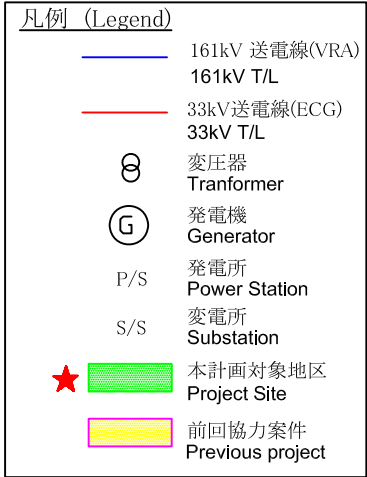 凡例 (Legend)
161kV 送電線(VRA)
161kV T/L
33kV送電線(ECG)
33kV T/L
変圧器
Tranformer
G
発電機
Generator
P/S
発電所
Power Station
S/S
変電所
Substation
本計画対象地区
Project Site
前回協力案件
Previous project